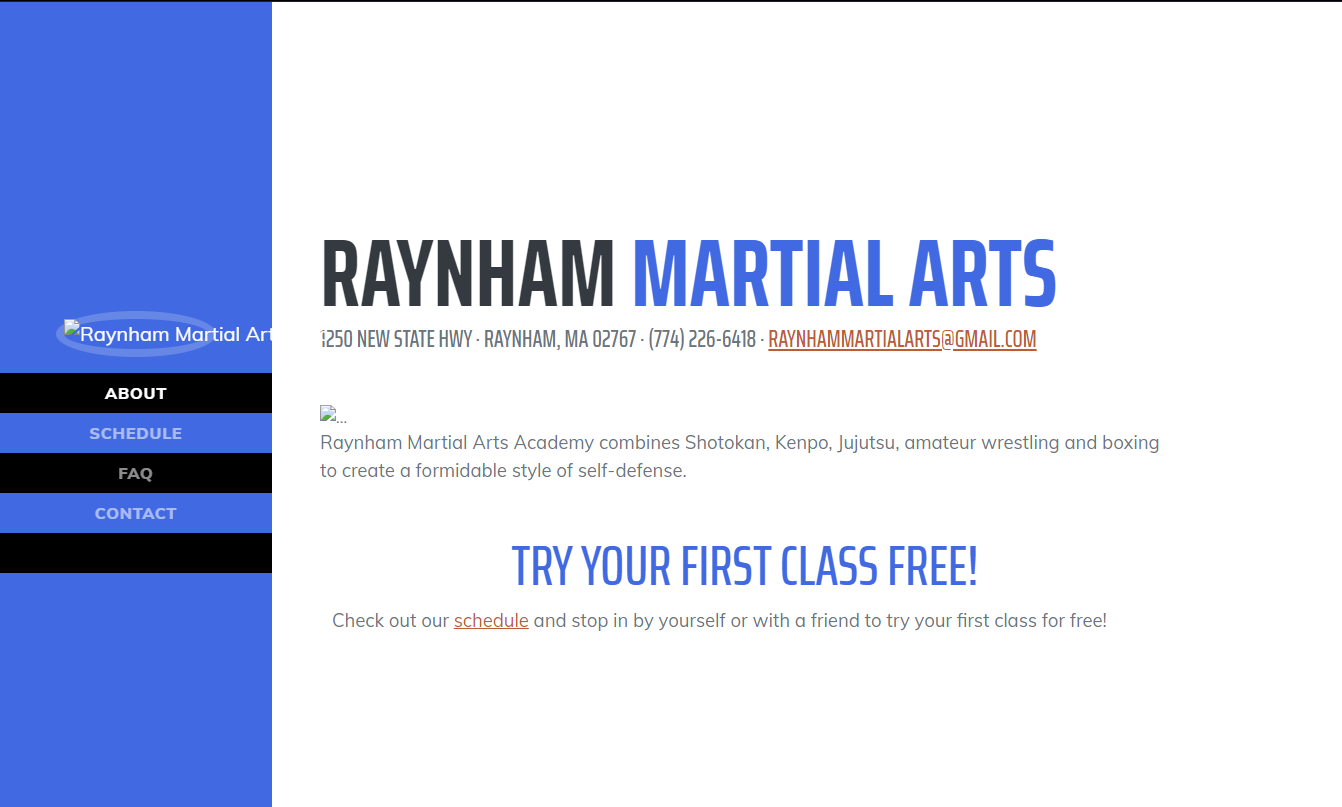 Raynham Martial Art
ABOUT
SCHEDULE
FAQ
CONTACT
RAYNHAM MARTIAL ARTS
1250 NEW STATE HWY · RAYNHAM, MA 02767 · (774) 226-6418 · RAYNHAMMARTIALARTS@GMAIL.COM
...
Raynham Martial Arts Academy combines Shotokan, Kenpo, Jujutsu, amateur wrestling and boxing
to create a formidable style of self-defense.
TRY YOUR FIRST CLASS FREE!
Check out our schedule and stop in by yourself or with a friend to try your first class for free!